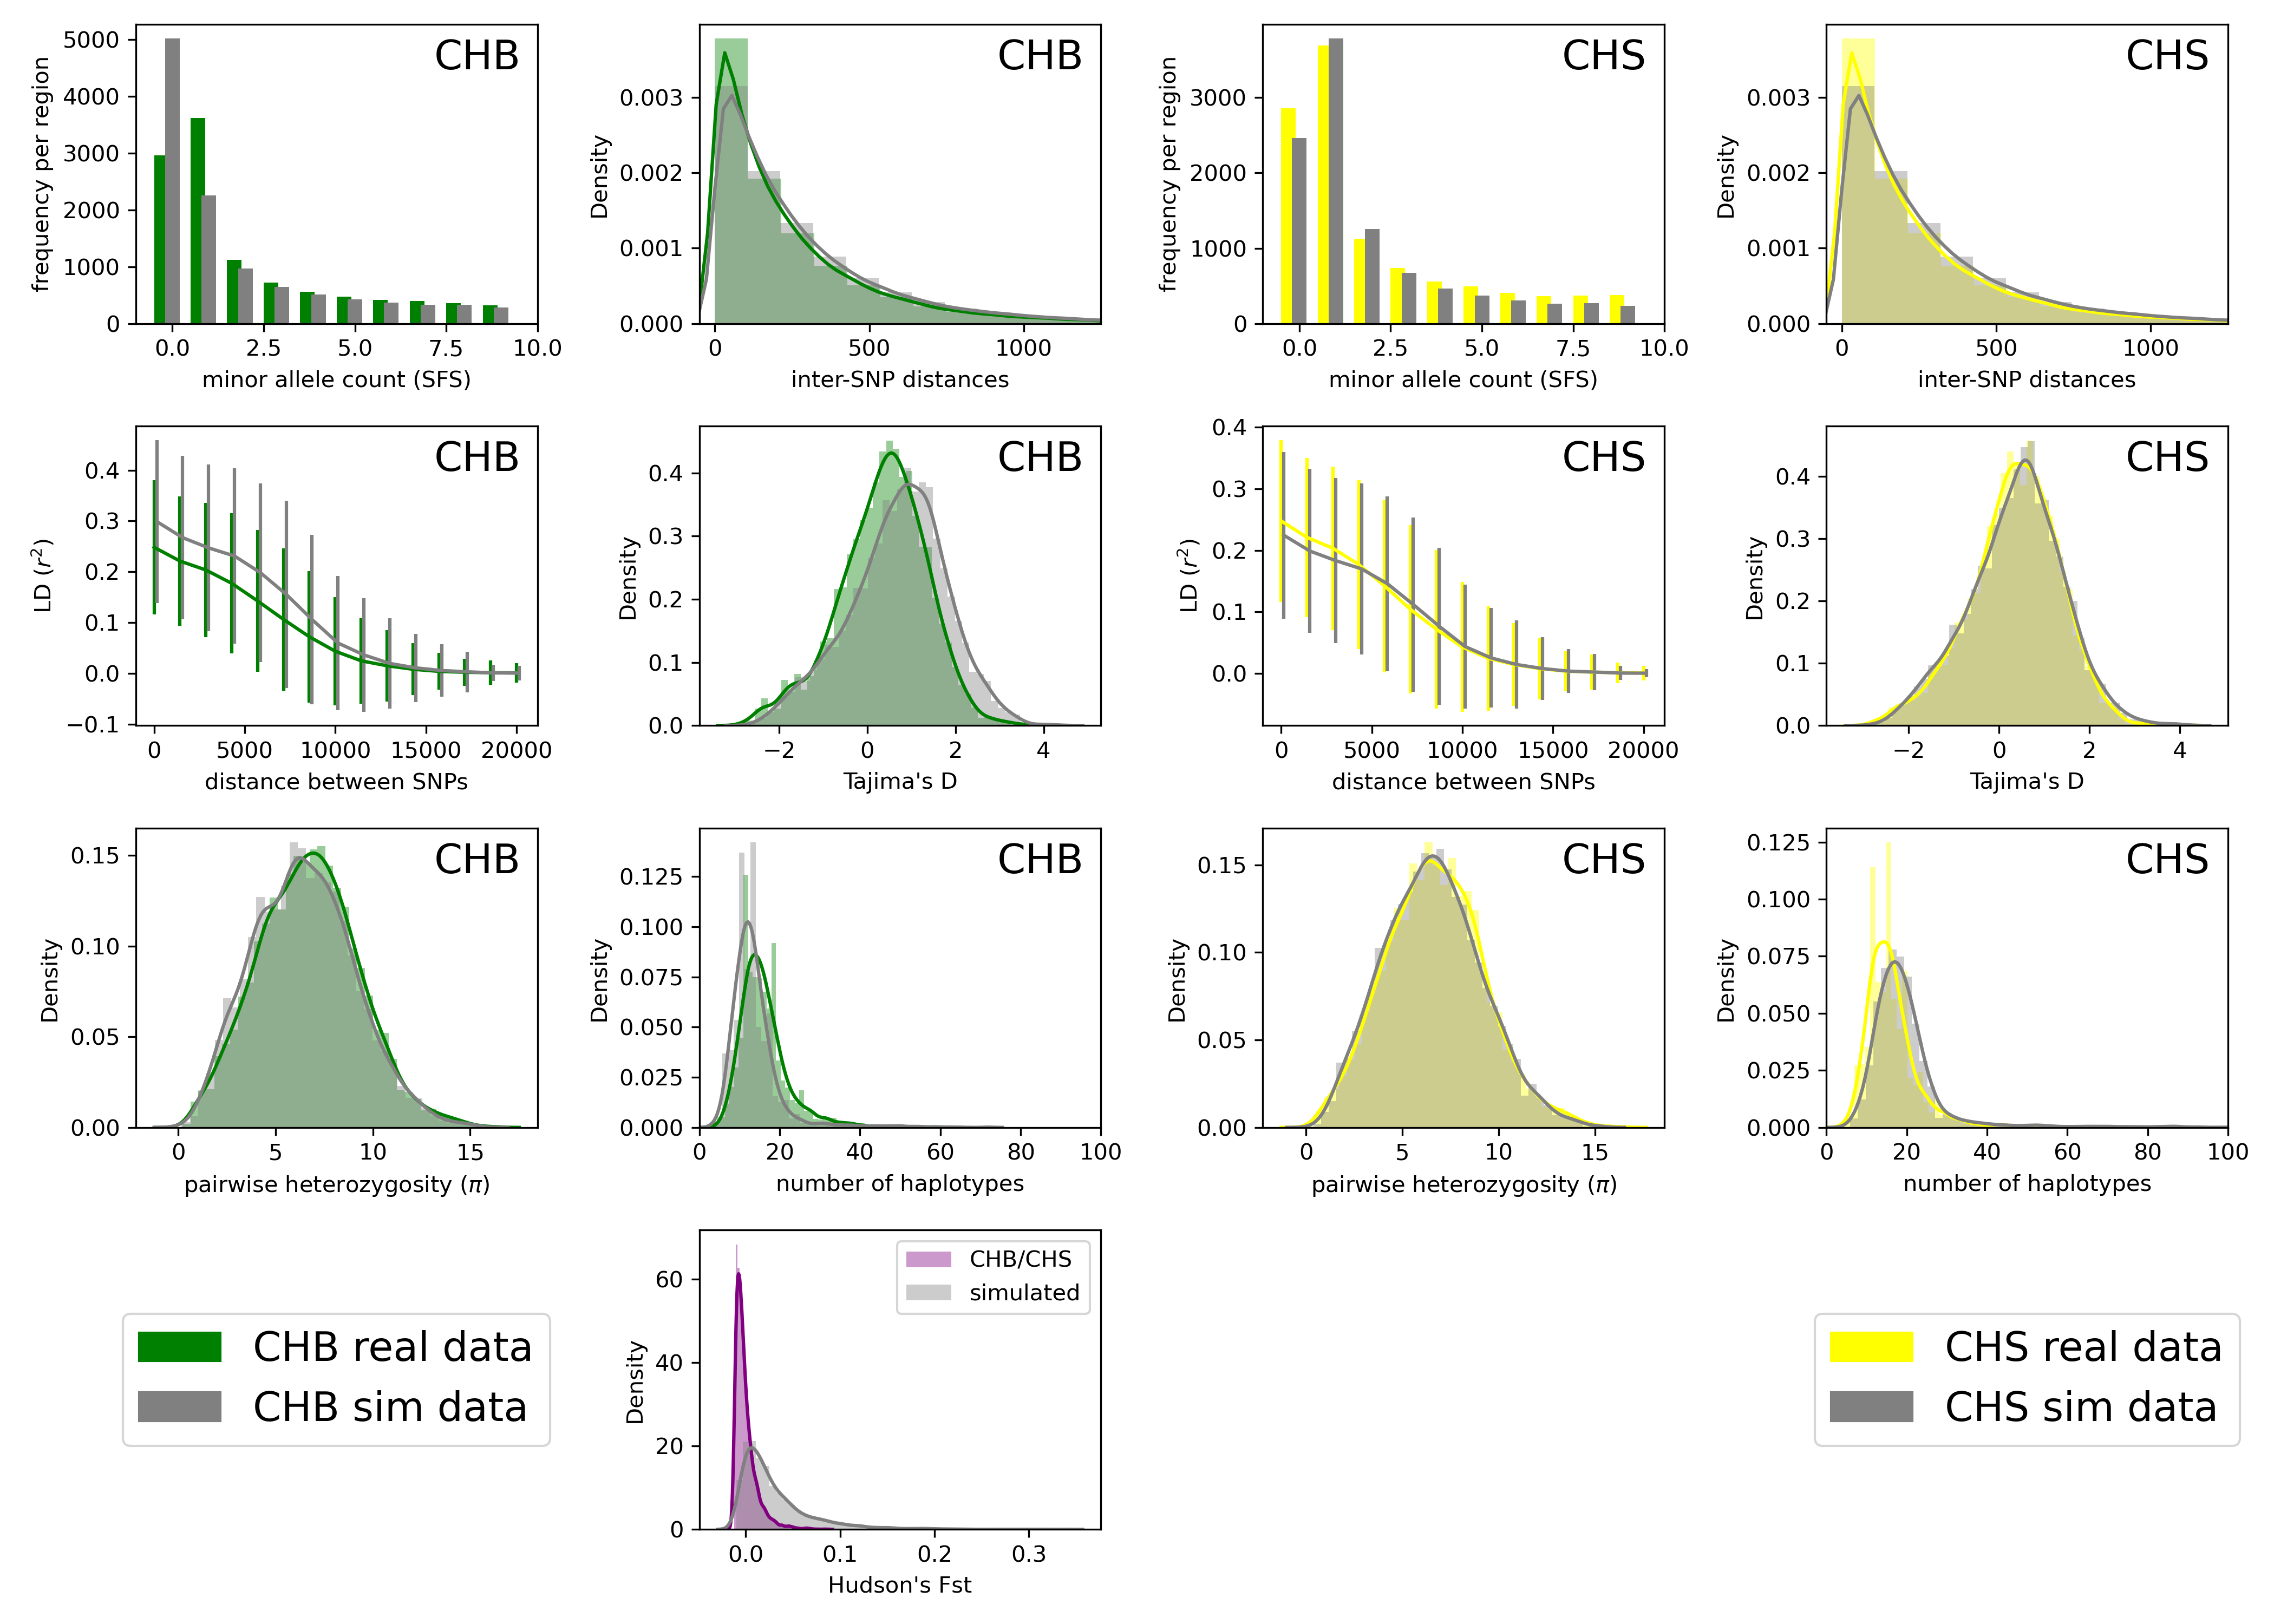 CHB
5000
4000
3000
2000
1000
0
frequency per region
0.0 2.5 5.0 7.5 10.0
minor allele count (SFS)
CHB
0.003
0.002
0.001
0.000
Density
0 500 1000
inter-SNP distances
CHS
3000
2000
1000
0
frequency per region
0.0 2.5 5.0 7.5 10.0
minor allele count (SFS)
CHS
0.003
0.002
0.001
0.000
Density
0 500 1000
inter-SNP distances
CHB
0.4
0.3
0.2
0.1
0.0
−0.1
LD (r²)
0 5000 10000 15000 20000
distance between SNPs
CHB
0.4
0.3
0.2
0.1
0.0
Density
−2 0 2 4
Tajima's D
CHS
0.4
0.3
0.2
0.1
0.0
LD (r²)
0 5000 10000 15000 20000
distance between SNPs
CHS
0.4
0.3
0.2
0.1
0.0
Density
−2 0 2 4
Tajima's D
CHB
0.15
0.10
0.05
0.00
Density
0 5 10 15
pairwise heterozygosity (π)
CHB
0.125
0.100
0.075
0.050
0.025
0.000
Density
0 20 40 60 80 100
number of haplotypes
CHS
0.15
0.10
0.05
0.00
Density
0 5 10 15
pairwise heterozygosity (π)
CHS
0.125
0.100
0.075
0.050
0.025
0.000
Density
0 20 40 60 80 100
number of haplotypes
CHB real data
CHB sim data
CHB/CHS
simulated
60
40
20
0
Density
0.0 0.1 0.2 0.3
Hudson's Fst
CHS real data
CHS sim data